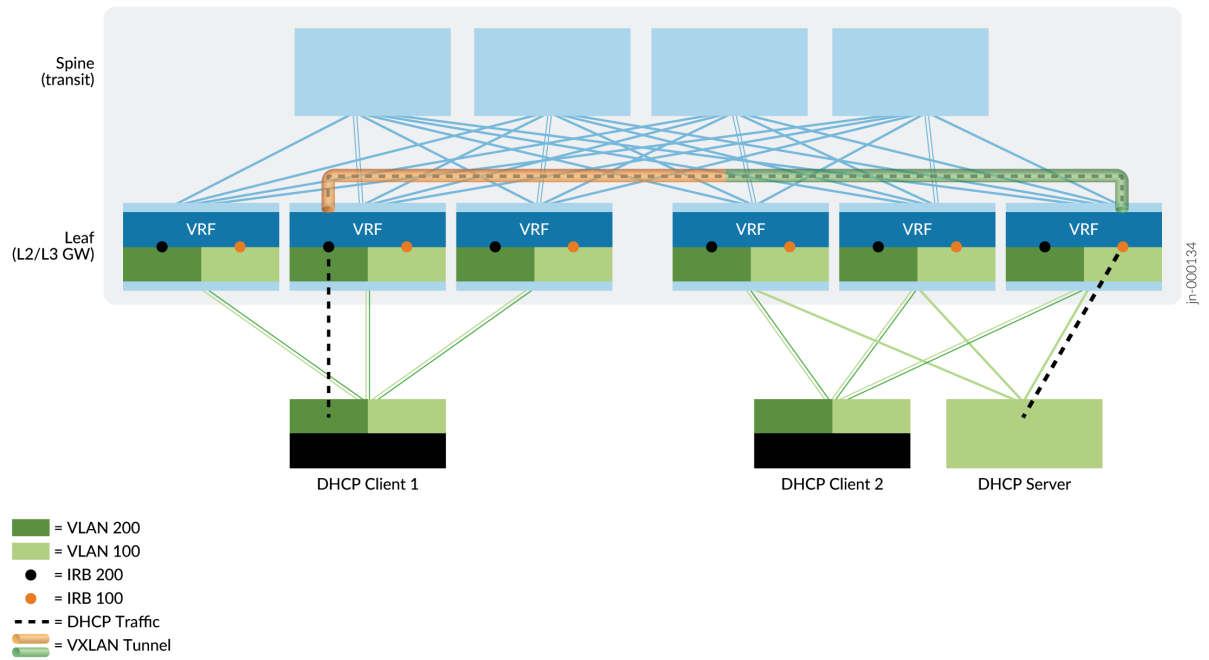 Spine
(transit)
Leaf
(L2/L3 GW)
VRF
VRF
VRF
VRF
VRF
VRF
jn-000134
DHCP Client 1
DHCP Client 2
DHCP Server
= VLAN 200
= VLAN 100
= IRB 200
= IRB 100
= DHCP Traffic
= VXLAN Tunnel